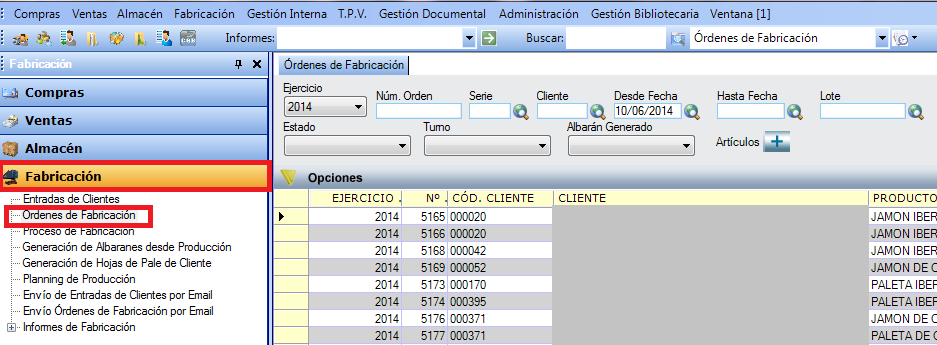 Compras Ventas Almacén Fabricación Gestión Interna T.P.V. Gestión Documental Administración Gestión Bibliotecaria Ventana [1]
Informes: Buscar: Órdenes de Fabricación
Fabricación
Compras
Ventas
Almacén
Fabricación
Entradas de Clientes
Ordenes de Fabricación
Proceso de Fabricación
Generación de Albaranes desde Producción
Generación de Hojas de Pale de Cliente
Planning de Producción
Envío de Entradas de Clientes por Email
Envío Órdenes de Fabricación por Email
Informes de Fabricación
Órdenes de Fabricación
Ejercicio Núm. Orden Serie Cliente Desde Fecha Hasta Fecha Lote
2014 10/06/2014
Estado Turno Albarán Generado Artículos
Opciones
EJERCICIO Nº CÓD. CLIENTE CLIENTE PRODUCTO
2014 5165 000020 JAMON IBER
2014 5166 000020 JAMON IBER
2014 5168 000042 JAMON IBER
2014 5169 000052 JAMON DE C
2014 5173 000170 PALETA IBER
2014 5174 000395 PALETA IBER
2014 5176 000371 JAMON DE C
2014 5177 000371 PALETA DE C